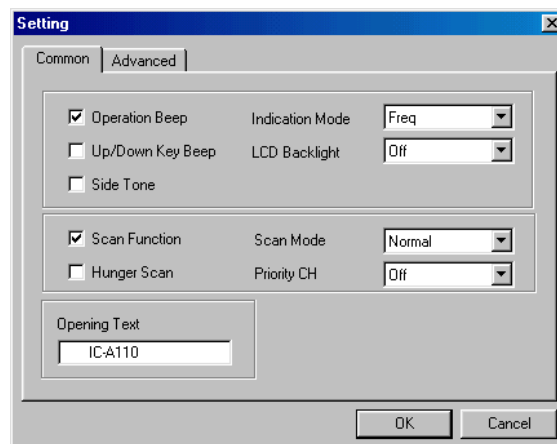 Setting
Common Advanced
Operation Beep Indication Mode Freq
Up/Down Key Beep LCD Backlight Off
Side Tone
Scan Function Scan Mode Normal
Hunger Scan Priority CH Off
Opening Text
IC-A110
OK Cancel